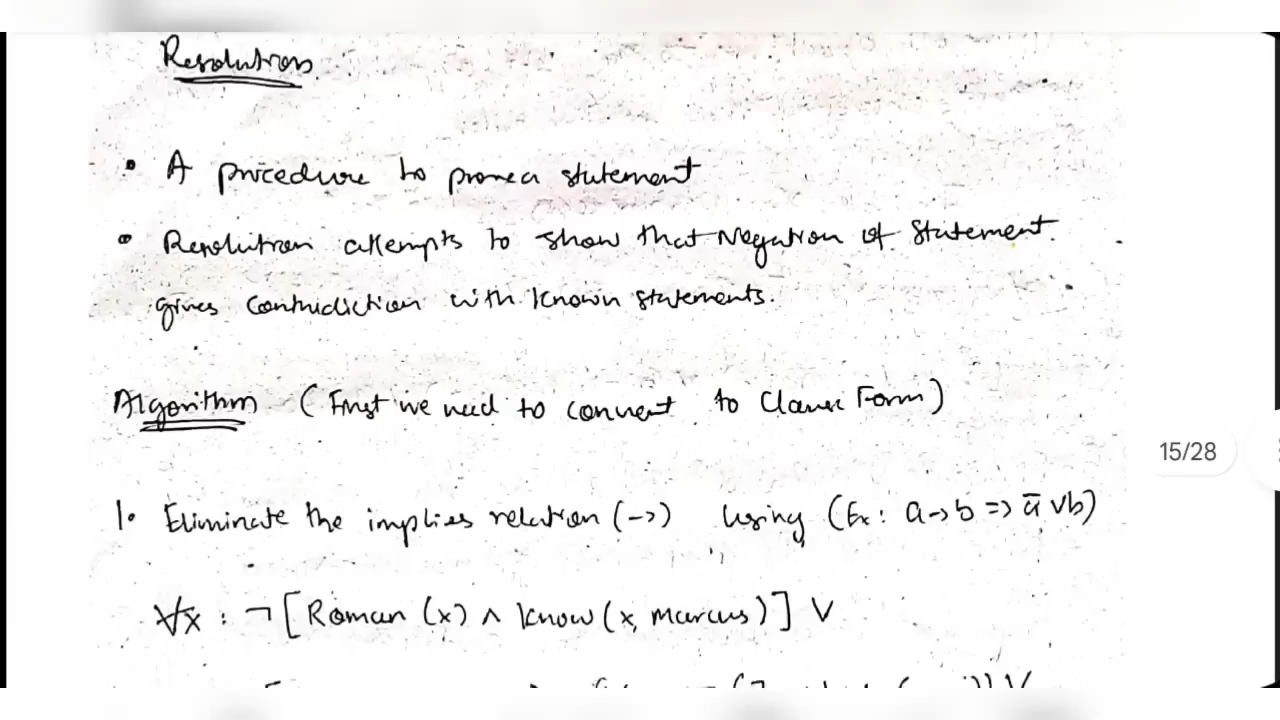 Resolution
• A procedure to prove a statement
• Resolution attempts to show that Negation of Statement
gives Contradiction with known statements.
Algorithm (First we need to convert to Clause Form)
1. Eliminate the implies relation (->) Using (Ex: a->b => a̅ ∨ b)
∀x : ¬ [Roman (x) ∧ know (x, marcus)] ∨
15/28